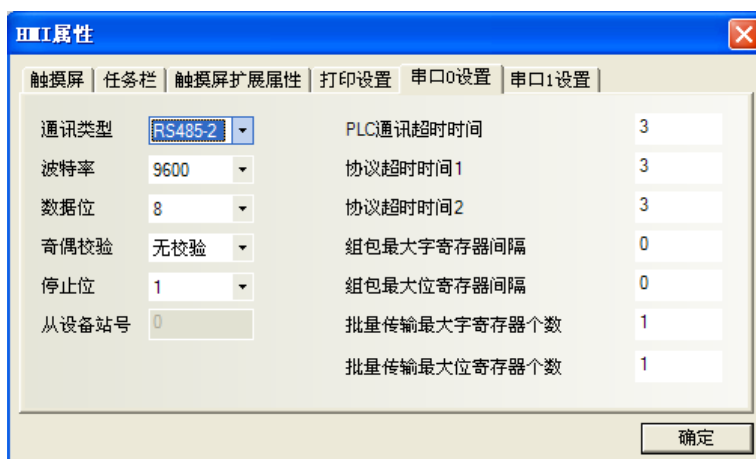 HMI属性
触摸屏 任务栏 触摸屏扩展属性 打印设置 串口0设置 串口1设置
通讯类型 RS485-2 PLC通讯超时时间 3
波特率 9600 协议超时时间1 3
数据位 8 协议超时时间2 3
奇偶校验 无校验 组包最大字寄存器间隔 0
停止位 1 组包最大位寄存器间隔 0
从设备站号 0 批量传输最大字寄存器个数 1
批量传输最大位寄存器个数 1
确定